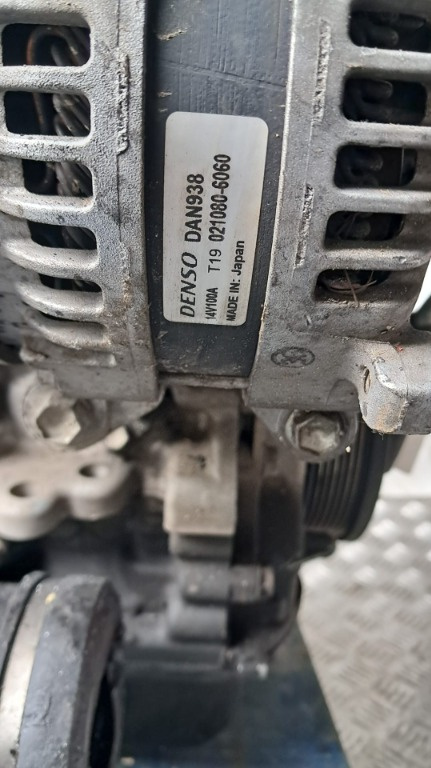 DENSO DAN938
14V100A T19 021080-6060
MADE IN: Japan